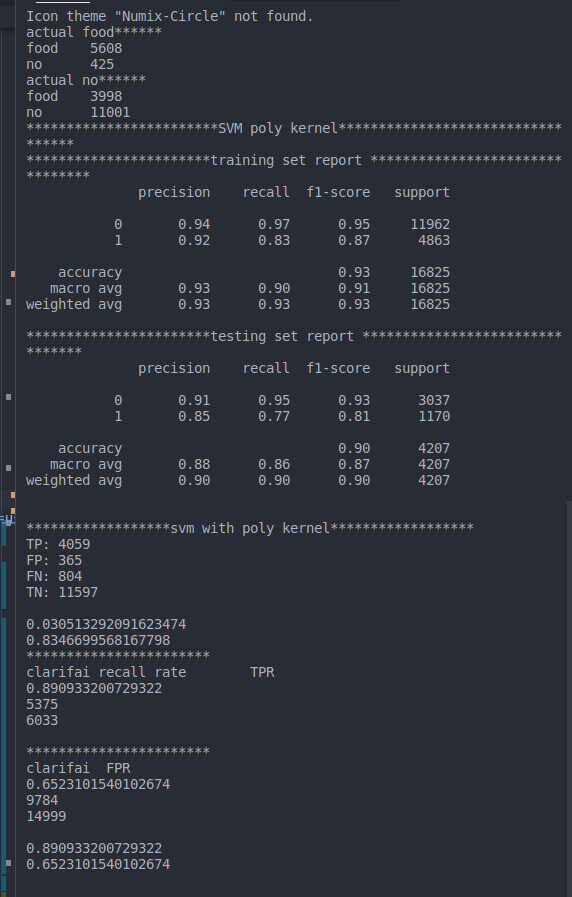 Icon theme "Numix-Circle" not found.
actual food******
food    5608
no      425
actual no******
food    3998
no      11001
************************SVM poly kernel****************************
******
***********************training set report ************************
********
              precision    recall  f1-score   support

           0       0.94      0.97      0.95     11962
           1       0.92      0.83      0.87      4863

    accuracy                           0.93     16825
   macro avg       0.93      0.90      0.91     16825
weighted avg       0.93      0.93      0.93     16825

***********************testing set report *************************
*******
              precision    recall  f1-score   support

           0       0.91      0.95      0.93      3037
           1       0.85      0.77      0.81      1170

    accuracy                           0.90      4207
   macro avg       0.88      0.86      0.87      4207
weighted avg       0.90      0.90      0.90      4207

******************svm with poly kernel******************
TP: 4059
FP: 365
FN: 804
TN: 11597

0.030513292091623474
0.8346699568167798
***********************
clarifai recall rate        TPR
0.890933200729322
5375
6033

***********************
clarifai  FPR
0.6523101540102674
9784
14999

0.890933200729322
0.6523101540102674